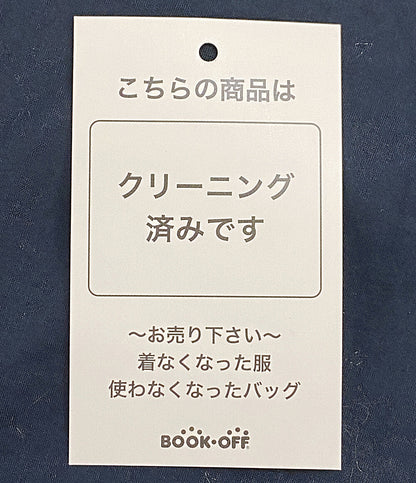 こちらの商品は
クリーニング
済みです
〜お売り下さい〜
着なくなった服
使わなくなったバッグ
BOOK・OFF